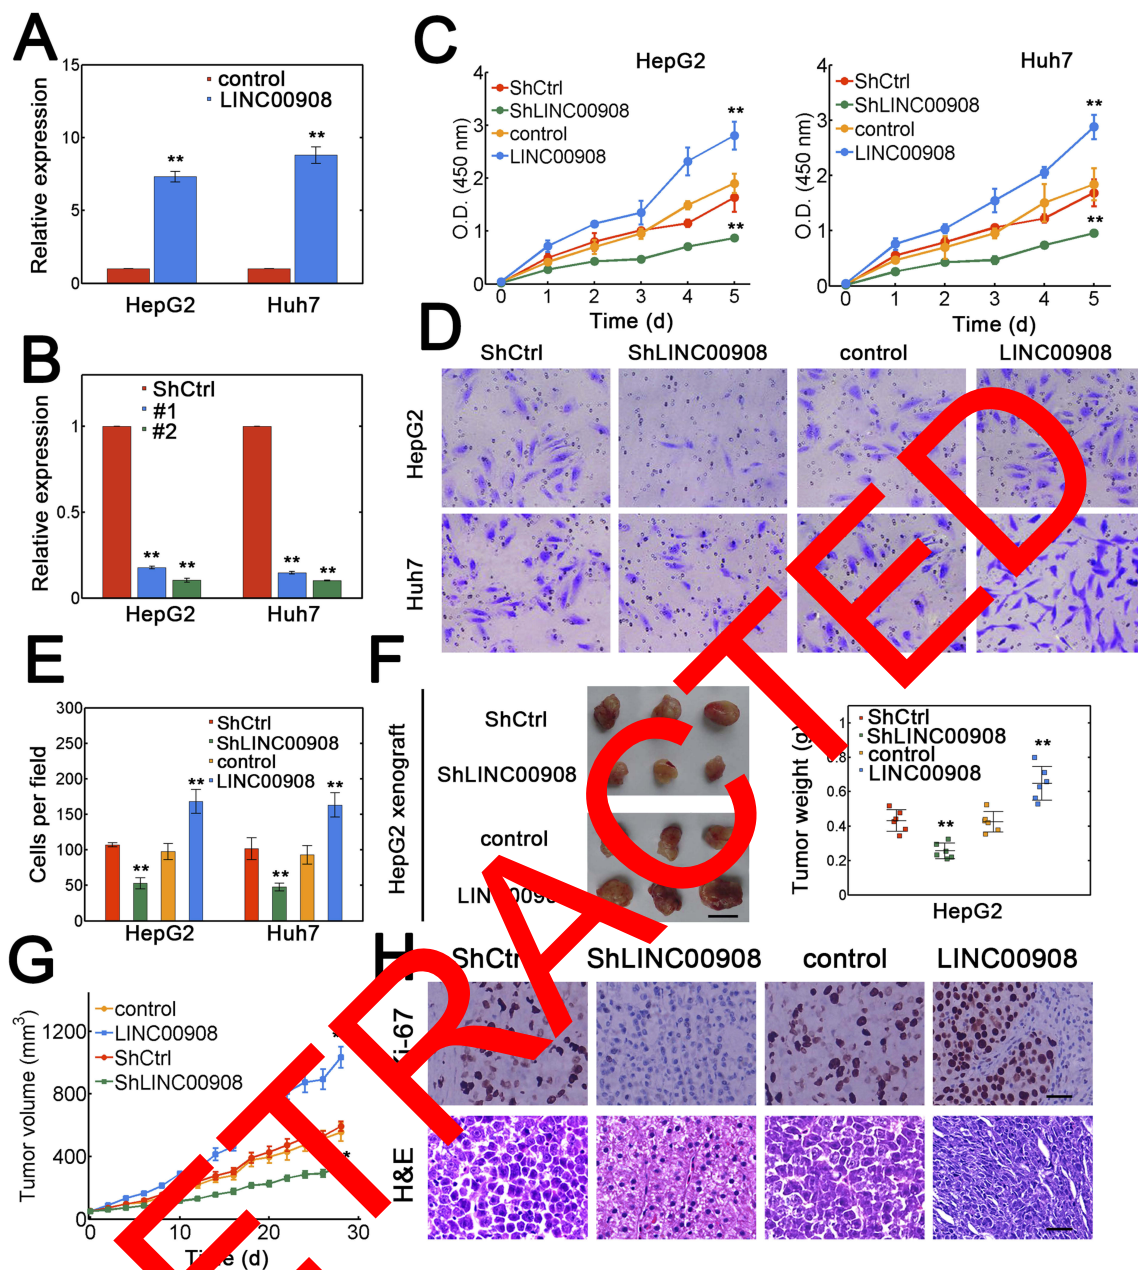 A
15
10
5
0
Relative expression
control
LINC00908
**
**
HepG2
Huh7
B
1
0.5
0
Relative expression
ShCtrl
#1
#2
**
**
**
**
HepG2
Huh7
C
HepG2
4
3
2
1
0
O.D. (450 nm)
ShCtrl
ShLINC00908
control
LINC00908
**
**
0 1 2 3 4 5
Time (d)
Huh7
4
3
2
1
0
O.D. (450 nm)
ShCtrl
ShLINC00908
control
LINC00908
**
**
0 1 2 3 4 5
Time (d)
D
ShCtrl ShLINC00908 control LINC00908
HepG2
Huh7
E
300
250
200
150
100
50
0
Cells per field
ShCtrl
ShLINC00908
control
LINC00908
**
**
**
**
HepG2
Huh7
F
HepG2 xenograft
ShCtrl
ShLINC00908
control
1
0.8
0.6
0.4
0.2
0
Tumor weight (g)
ShCtrl
ShLINC00908
control
LINC00908
**
**
HepG2
G
1200
800
400
0
Tumor volume (mm³)
control
LINC00908
ShCtrl
ShLINC00908
*
0 10 20 30
(d)
H
ShLINC00908 control LINC00908
H&E
ETRACTED